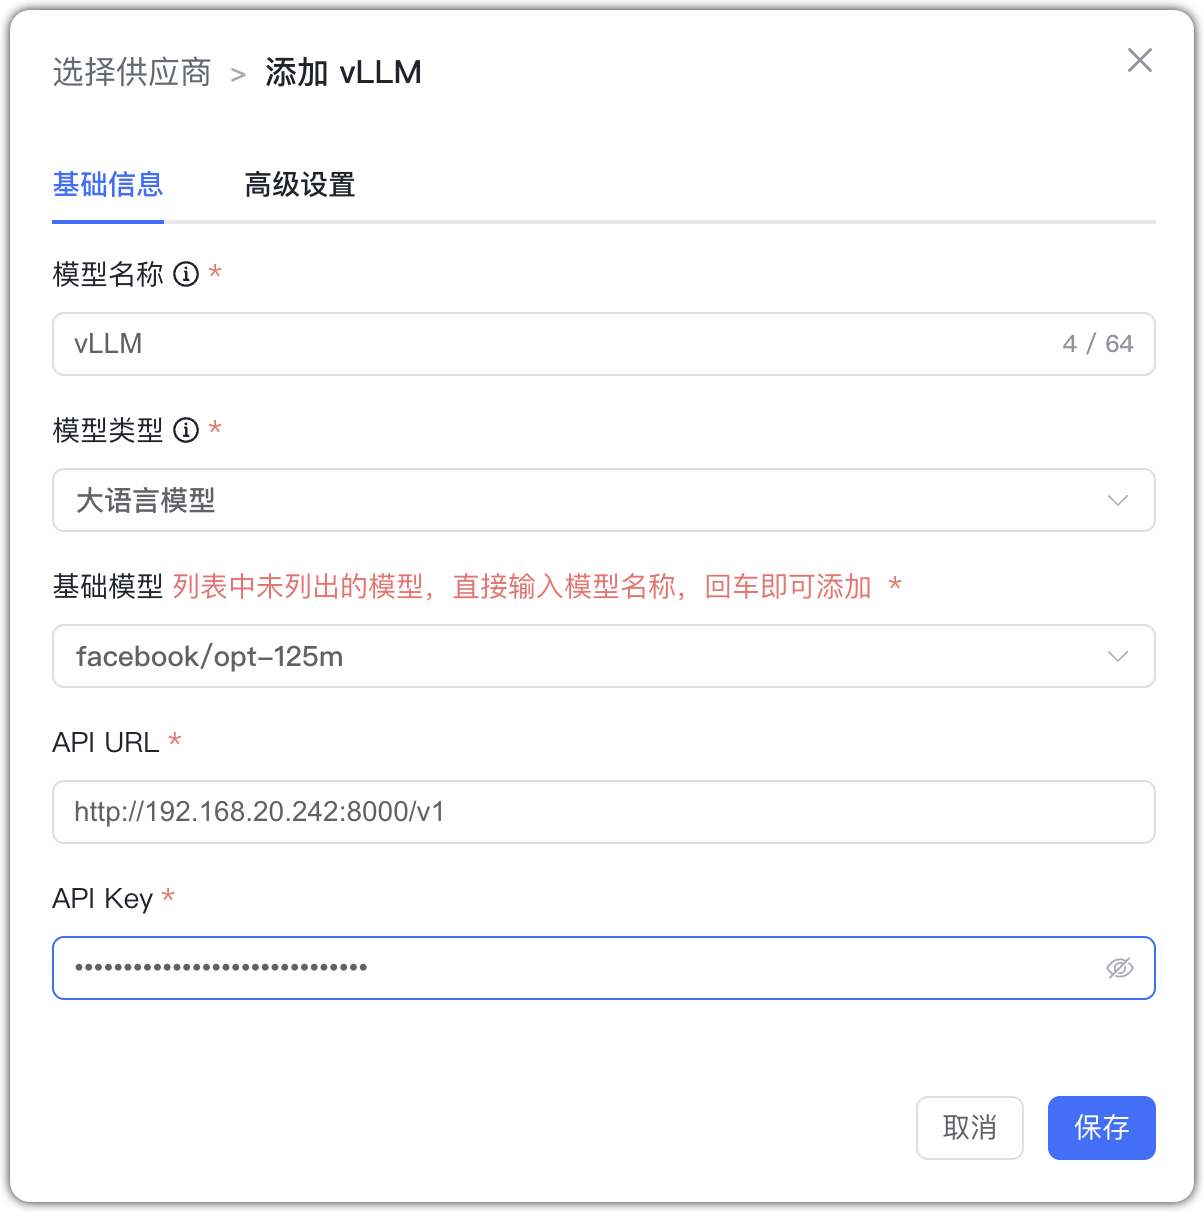 选择供应商 > 添加 vLLM
基础信息 高级设置
模型名称 *
vLLM 4 / 64
模型类型 *
大语言模型
基础模型 列表中未列出的模型，直接输入模型名称，回车即可添加 *
facebook/opt-125m
API URL *
http://192.168.20.242:8000/v1
API Key *
••••••••••••••••••••••••••••••
取消 保存